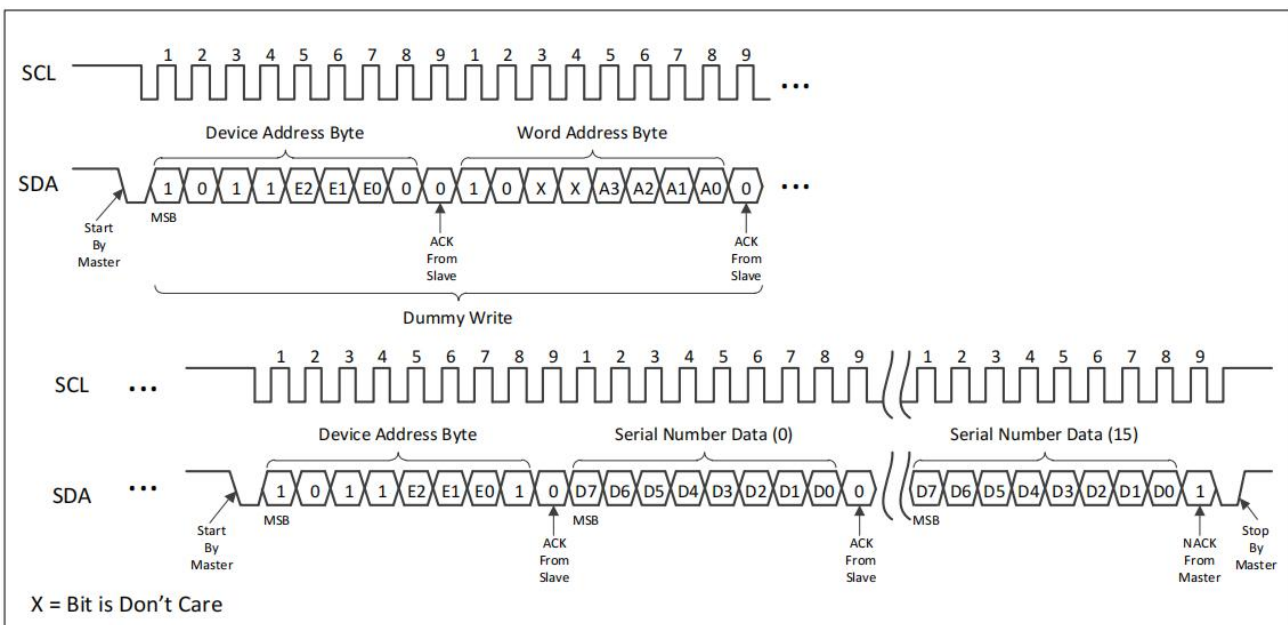 1 2 3 4 5 6 7 8 9 1 2 3 4 5 6 7 8 9
SCL ...
Device Address Byte Word Address Byte
SDA 1 0 1 1 E2 E1 E0 0 0 1 0 X X A3 A2 A1 A0 0 ...
MSB
Start
By
Master
ACK
From
Slave
ACK
From
Slave
Dummy Write
1 2 3 4 5 6 7 8 9 1 2 3 4 5 6 7 8 9 1 2 3 4 5 6 7 8 9
SCL ...
Device Address Byte Serial Number Data (0) Serial Number Data (15)
SDA ... 1 0 1 1 E2 E1 E0 1 0 D7 D6 D5 D4 D3 D2 D1 D0 0 D7 D6 D5 D4 D3 D2 D1 D0 1
MSB MSB MSB
Start
By
Master
ACK
From
Slave
ACK
From
Slave
NACK
From
Master
Stop
By
Master
X = Bit is Don’t Care